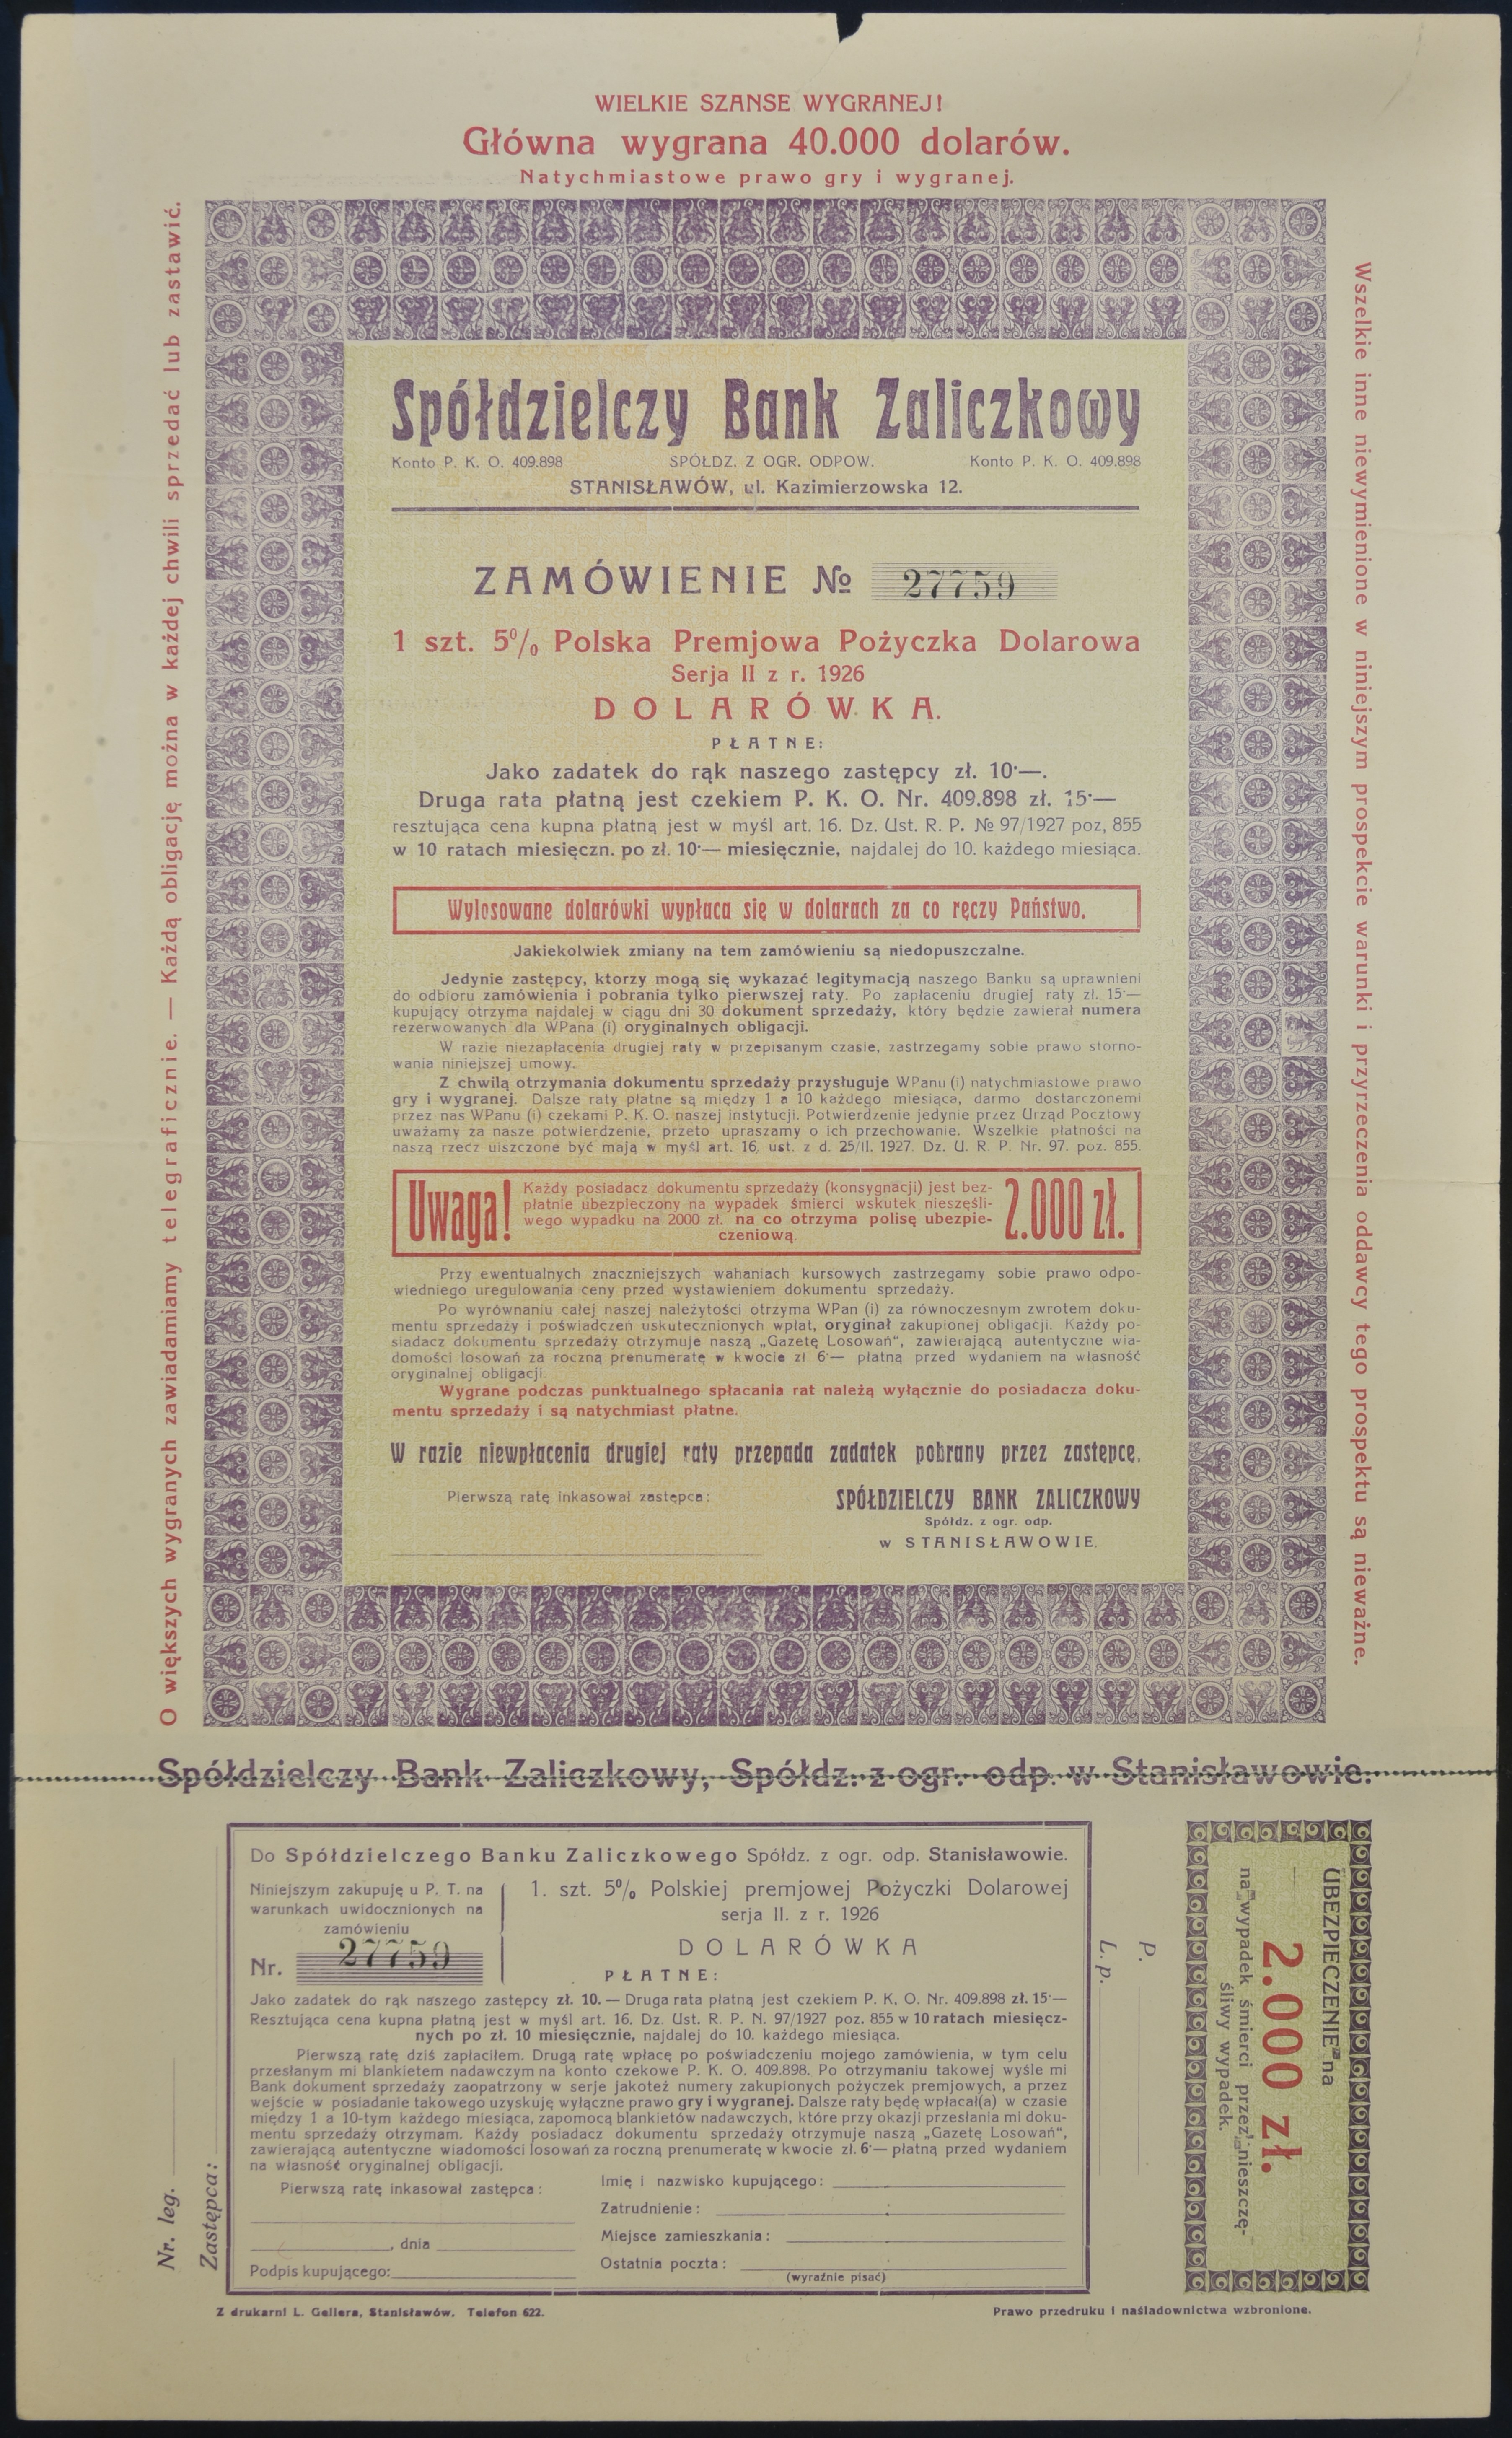 WIELKIE SZANSE WYGRANEJ!
Główna wygrana 40.000 dolarów.
Natychmiastowe prawo gry i wygranej.
O większych wygranych zawiadamiamy telegraficznie. — Każdą obligację można w każdej chwili sprzedać lub zastawić.
Wszelkie inne niewymienione w niniejszym prospekcie warunki i przyrzeczenia oddawcy tego prospektu są nieważne.
Spółdzielczy Bank Zaliczkowy
Konto P. K. O. 409.898 SPÓŁDZ. Z OGR. ODPOW. Konto P. K. O. 409.898
STANISŁAWÓW, ul. Kazimierzowska 12.
ZAMÓWIENIE № 27759
1 szt. 5% Polska Premjowa Pożyczka Dolarowa
Serja II z r. 1926
DOLARÓWKA.
PŁATNE:
Jako zadatek do rąk naszego zastępcy zł. 10·—.
Druga rata płatną jest czekiem P. K. O. Nr. 409.898 zł. 15·—
resztująca cena kupna płatną jest w myśl art. 16. Dz. Ust. R. P. № 97/1927 poz, 855
w 10 ratach miesięczn. po zł. 10·— miesięcznie, najdalej do 10. każdego miesiąca.
Wylosowane dolarówki wypłaca się w dolarach za co ręczy Państwo.
Jakiekolwiek zmiany na tem zamówieniu są niedopuszczalne.
Jedynie zastępcy, ktorzy mogą się wykazać legitymacją naszego Banku są uprawnieni
do odbioru zamówienia i pobrania tylko pierwszej raty. Po zapłaceniu drugiej raty zł. 15·—
kupujący otrzyma najdalej w ciągu dni 30 dokument sprzedaży, który będzie zawierał numera
rezerwowanych dla WPana (i) oryginalnych obligacji.
W razie niezapłacenia drugiej raty w przepisanym czasie, zastrzegamy sobie prawo storno-
wania niniejszej umowy.
Z chwilą otrzymania dokumentu sprzedaży przysługuje WPanu (i) natychmiastowe prawo
gry i wygranej. Dalsze raty płatne są między 1 a 10 każdego miesiąca, darmo dostarczonemi
przez nas WPanu (i) czekami P. K. O. naszej instytucji. Potwierdzenie jedynie przez Urząd Pocztowy
uważamy za nasze potwierdzenie, przeto upraszamy o ich przechowanie. Wszelkie płatności na
naszą rzecz uiszczone być mają w myśl art. 16, ust. z d. 25/II. 1927. Dz. U. R. P. Nr. 97. poz. 855.
Uwaga!
Każdy posiadacz dokumentu sprzedaży (konsygnacji) jest bez-
płatnie ubezpieczony na wypadek śmierci wskutek nieszęśli-
wego wypadku na 2000 zł. na co otrzyma polisę ubezpie-
czeniową.
2.000 zł.
Przy ewentualnych znaczniejszych wahaniach kursowych zastrzegamy sobie prawo odpo-
wiedniego uregulowania ceny przed wystawieniem dokumentu sprzedaży.
Po wyrównaniu całej naszej należytości otrzyma WPan (i) za równoczesnym zwrotem doku-
mentu sprzedaży i poświadczeń uskutecznionych wpłat, oryginał zakupionej obligacji. Każdy po-
siadacz dokumentu sprzedaży otrzymuje naszą „Gazetę Losowań“, zawierającą autentyczne wia-
domości losowań za roczną prenumeratę w kwocie zł 6·— płatną przed wydaniem na własność
oryginalnej obligacji.
Wygrane podczas punktualnego spłacania rat należą wyłącznie do posiadacza doku-
mentu sprzedaży i są natychmiast płatne.
W razie niewpłacenia drugiej raty przepada zadatek pobrany przez zastępcę.
Pierwszą ratę inkasował zastępca:
SPÓŁDZIELCZY BANK ZALICZKOWY
Spółdz. z ogr. odp.
w STANISŁAWOWIE.
Spółdzielczy Bank Zaliczkowy, Spółdz. z ogr. odp. w Stanisławowie.
Nr. leg.
Zastępca:
Do Spółdzielczego Banku Zaliczkowego Spółdz. z ogr. odp. Stanisławowie.
Niniejszym zakupuję u P. T. na
warunkach uwidocznionych na
zamówieniu
Nr. 27759
1. szt. 5% Polskiej premjowej Pożyczki Dolarowej
serja II. z r. 1926
DOLARÓWKA
PŁATNE:
Jako zadatek do rąk naszego zastępcy zł. 10. — Druga rata płatną jest czekiem P. K, O. Nr. 409.898 zł. 15·—
Resztująca cena kupna płatną jest w myśl art. 16. Dz. Ust. R. P. N. 97/1927 poz. 855 w 10 ratach miesięcz-
nych po zł. 10 miesięcznie, najdalej do 10. każdego miesiąca.
Pierwszą ratę dziś zapłaciłem. Drugą ratę wpłacę po poświadczeniu mojego zamówienia, w tym celu
przesłanym mi blankietem nadawczym na konto czekowe P. K. O. 409.898. Po otrzymaniu takowej wyśle mi
Bank dokument sprzedaży zaopatrzony w serje jakoteż numery zakupionych pożyczek premjowych, a przez
wejście w posiadanie takowego uzyskuję wyłączne prawo gry i wygranej. Dalsze raty będę wpłacał(a) w czasie
między 1 a 10-tym każdego miesiąca, zapomocą blankietów nadawczych, które przy okazji przesłania mi doku-
mentu sprzedaży otrzymam. Każdy posiadacz dokumentu sprzedaży otrzymuje naszą „Gazetę Losowań“,
zawierającą autentyczne wiadomości losowań za roczną prenumeratę w kwocie zł. 6·— płatną przed wydaniem
na własność oryginalnej obligacji.
Pierwszą ratę inkasował zastępca:
, dnia
Podpis kupującego:
Imię i nazwisko kupującego:
Zatrudnienie:
Miejsce zamieszkania:
Ostatnia poczta:
(wyraźnie pisać)
P.
L. p.
UBEZPIECZENIE na
2.000 zł.
na wypadek śmierci przez nieszczę-
śliwy wypadek.
Z drukarni L. Gellera, Stanisławów. Telefon 622.
Prawo przedruku i naśladownictwa wzbronione.